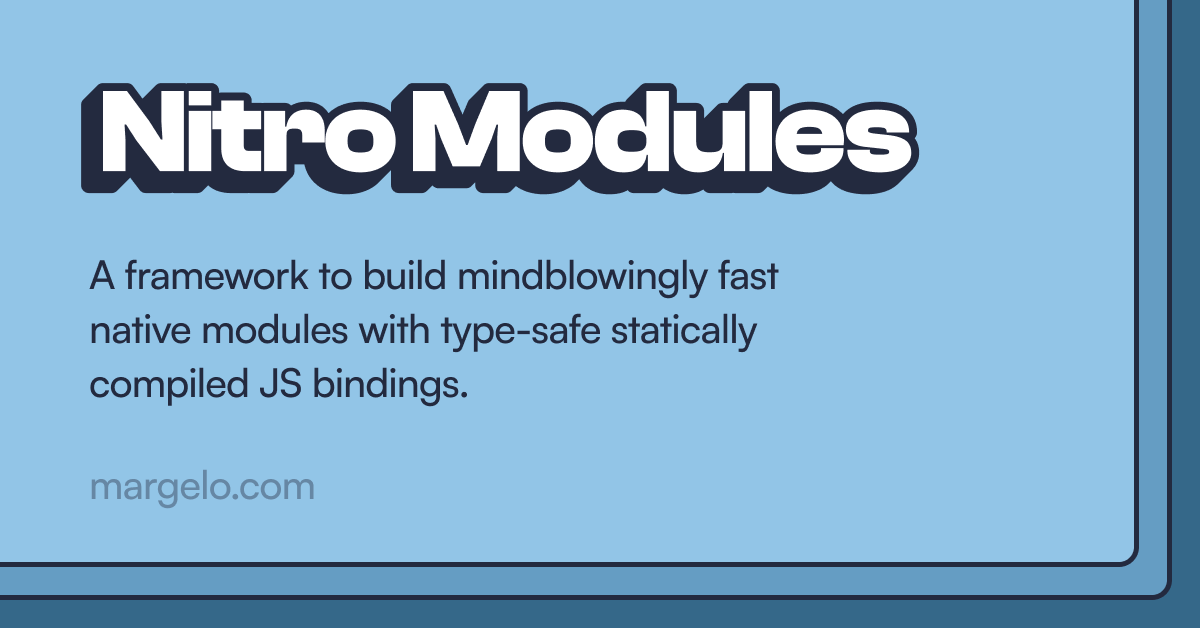 Nitro Modules
A framework to build mindblowingly fast
native modules with type-safe statically
compiled JS bindings.
margelo.com